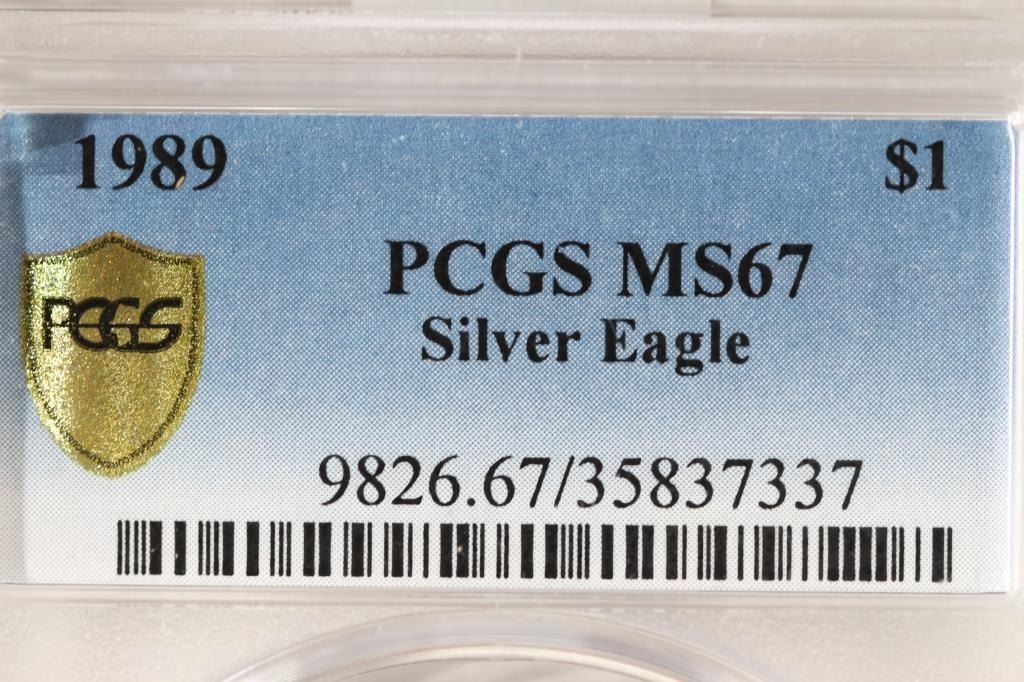 1989 $1
PCGS MS67
Silver Eagle
PCGS
9826.67/35837337